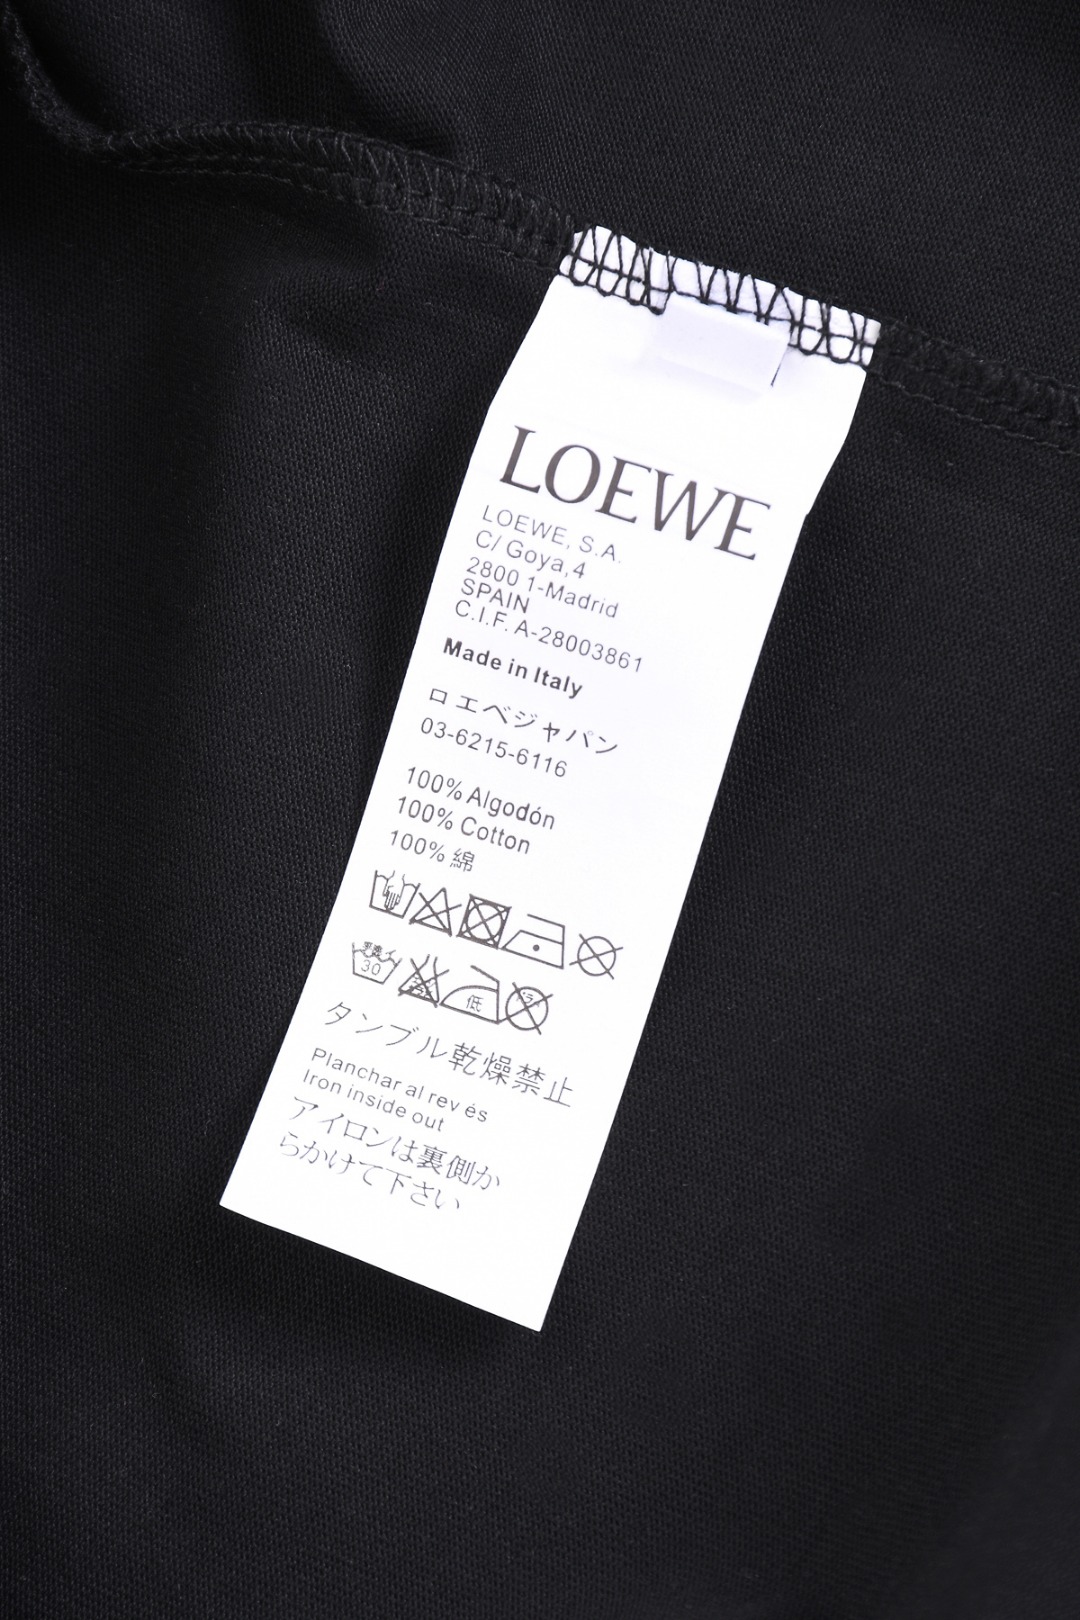 LOEWE
LOEWE, S.A.
C/ Goya,4
2800 1-Madrid
SPAIN
C.I.F. A-28003861
Made in Italy
ロエベジャパン
03-6215-6116
100% Algodón
100% Cotton
100% 綿
30
低
タンブル乾燥禁止
Planchar al rev és
Iron inside out
アイロンは裏側か
らかけて下さい